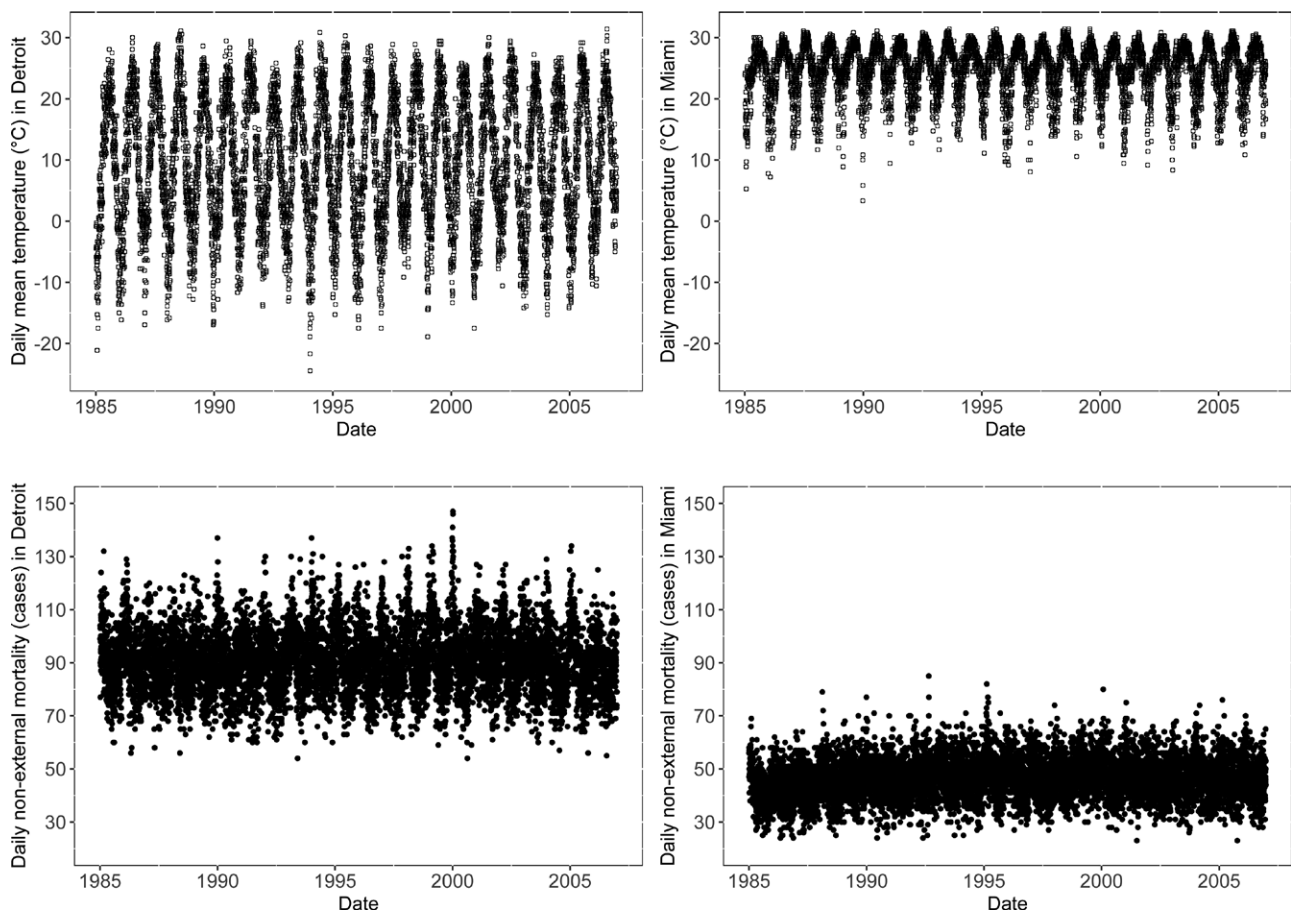 Daily mean temperature (°C) in Detroit
30
20
10
0
-10
-20
1985 1990 1995 2000 2005
Date
Daily mean temperature (°C) in Miami
30
20
10
0
-10
-20
1985 1990 1995 2000 2005
Date
Daily non-external mortality (cases) in Detroit
150
130
110
90
70
50
30
1985 1990 1995 2000 2005
Date
Daily non-external mortality (cases) in Miami
150
130
110
90
70
50
30
1985 1990 1995 2000 2005
Date